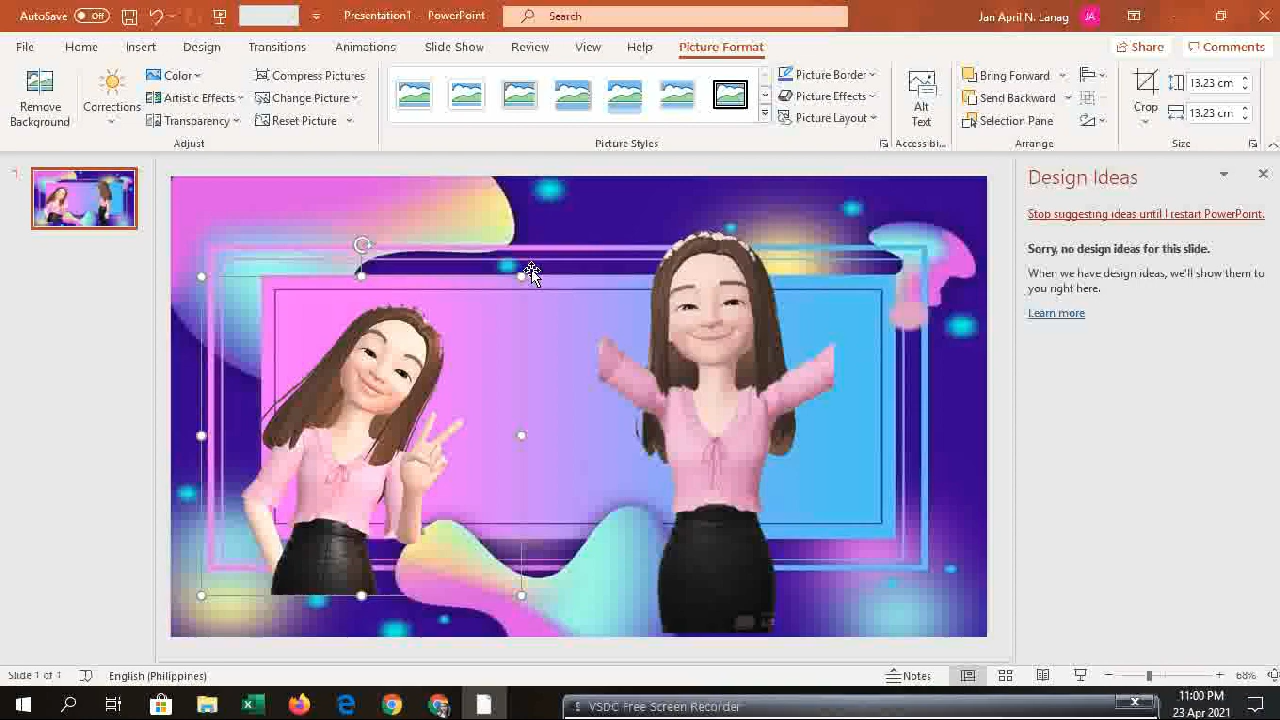 AutoSave Off Presentation1 - PowerPoint Search Jan April N. Lanag JA
File Home Insert Design Transitions Animations Slide Show Review View Help Picture Format Share Comments
Remove Background
Corrections
Color
Artistic Effects
Transparency
Compress Pictures
Change Picture
Reset Picture
Adjust
Picture Styles
Picture Border
Picture Effects
Picture Layout
Alt Text
Accessibi...
Bring Forward
Send Backward
Selection Pane
Arrange
Crop
13.23 cm
13.23 cm
Size
1
Design Ideas
Stop suggesting ideas until I restart PowerPoint.
Sorry, no design ideas for this slide.
When we have design ideas, we'll show them to
you right here.
Learn more
Slide 1 of 1 English (Philippines) Notes 68%
VSDC Free Screen Recorder
11:00 PM
23 Apr 2021